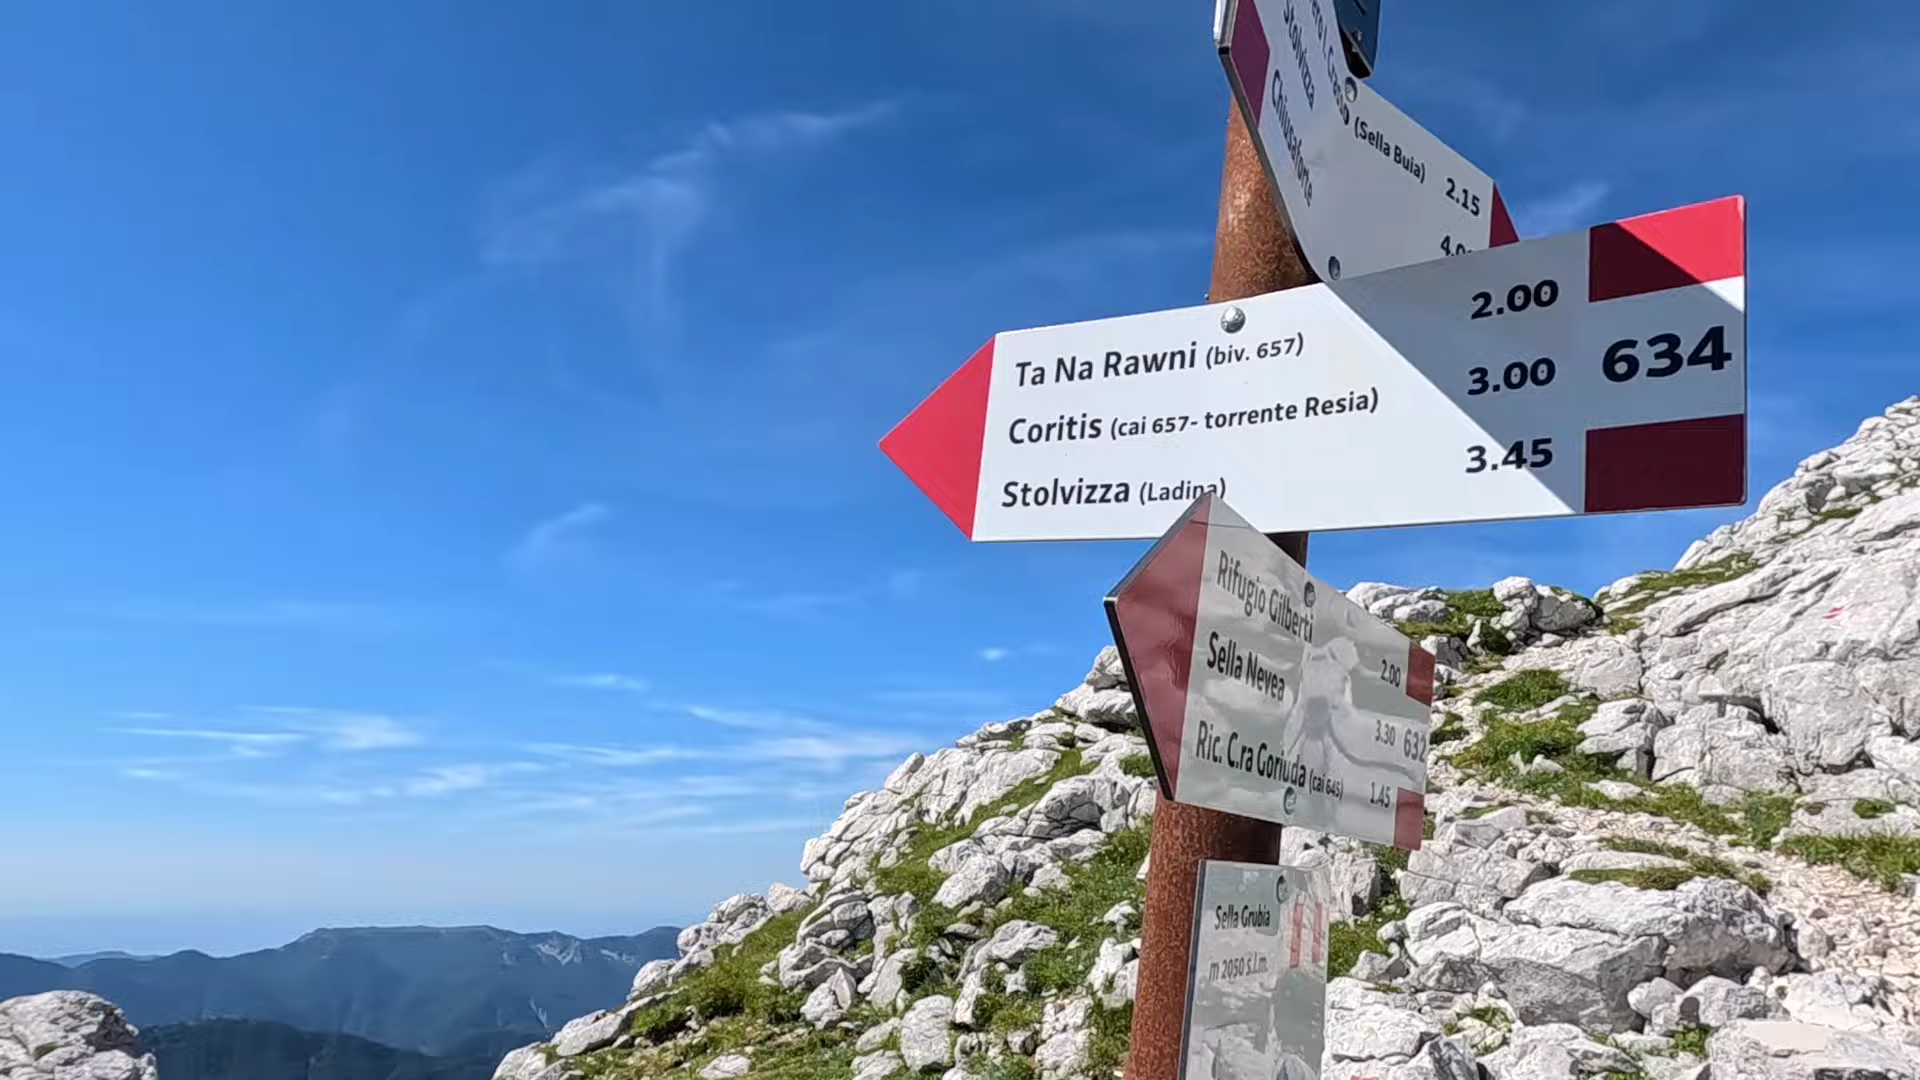 Stolvizza
Chiusaforte
(Sella Buia) 2.15
Ta Na Rawni (biv. 657) 2.00
Coritis (cai 657- torrente Resia) 3.00
634
Stolvizza (Ladina) 3.45
Rifugio Gilberti 2.00
Sella Nevea 3.30
632
Ric. C.ra Goriuda (cai 645) 1.45
Sella Grubia
m 2050 s.l.m.